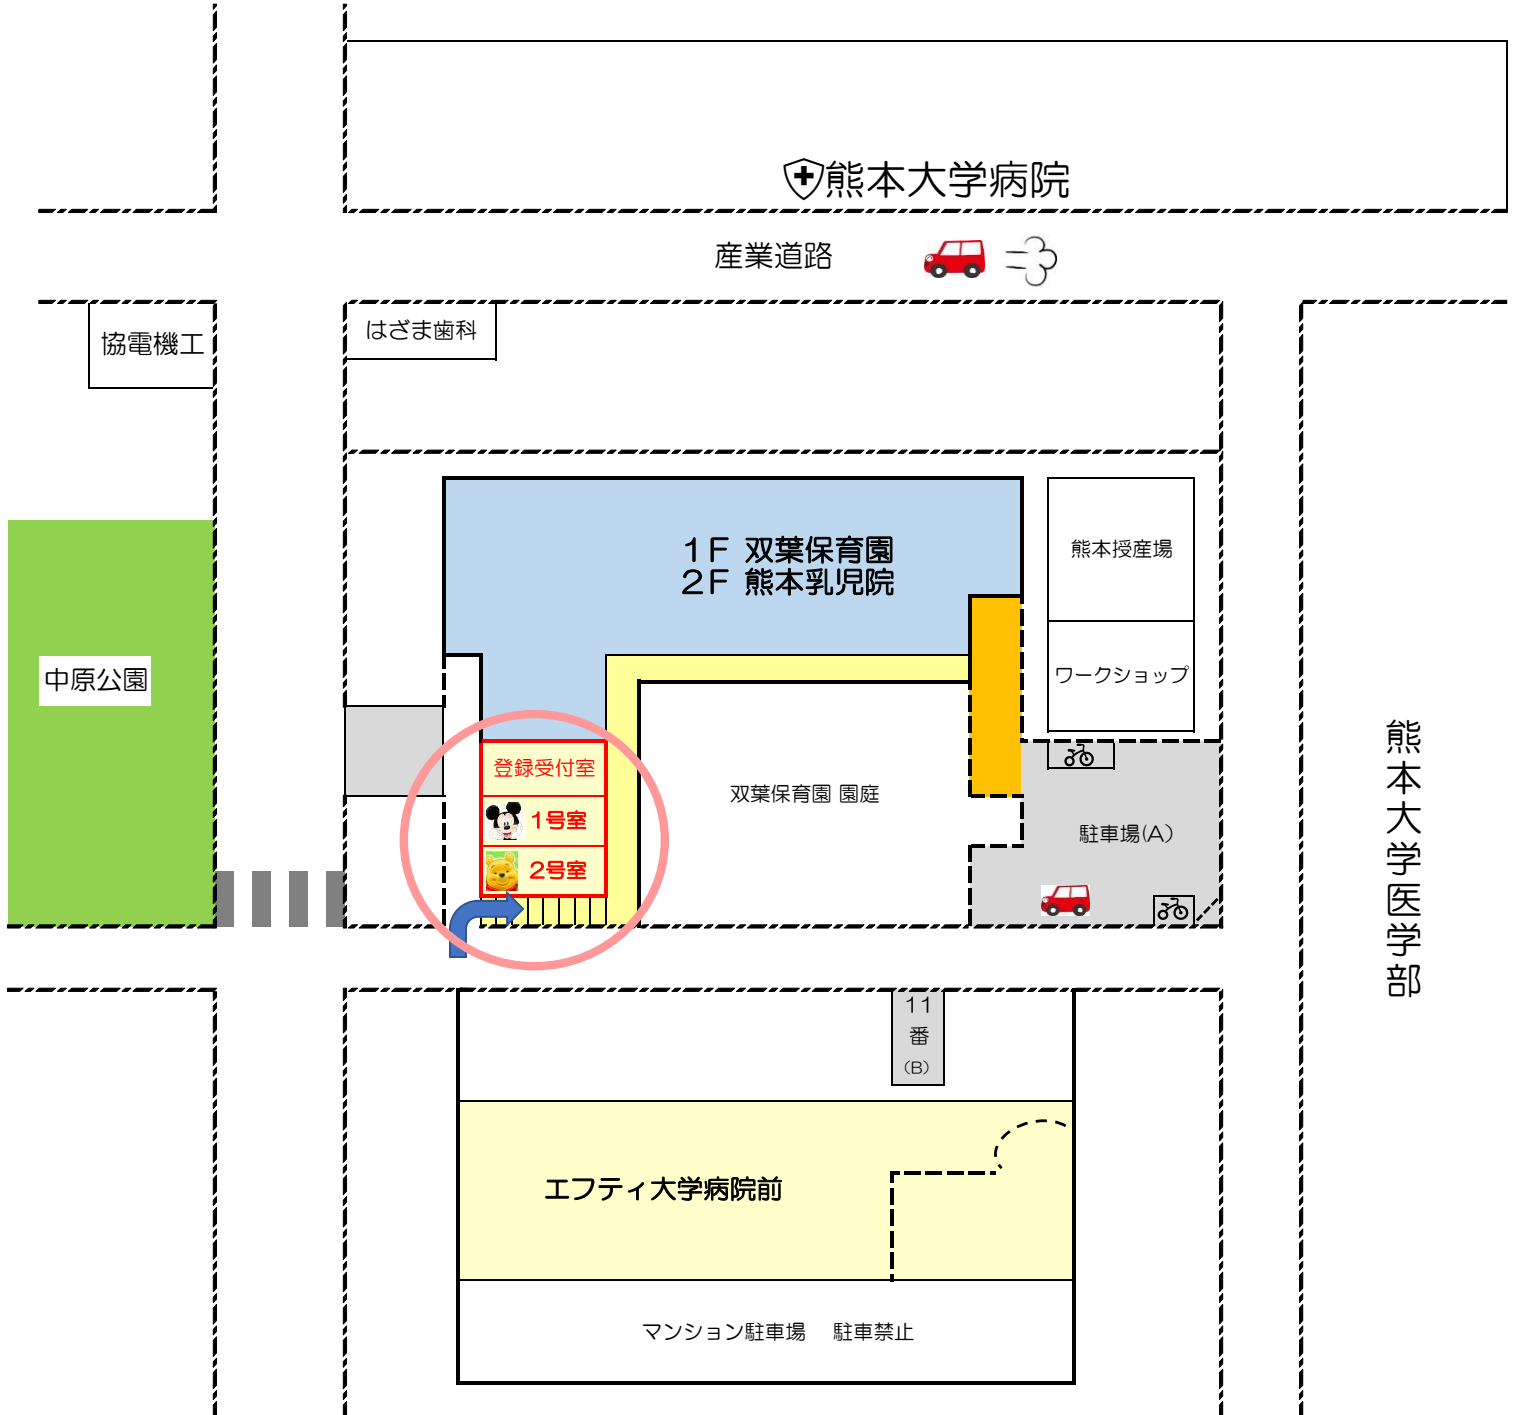 熊本大学病院
産業道路
協電機工
はざま歯科
1F 双葉保育園
2F 熊本乳児院
熊本授産場
ワークショップ
中原公園
登録受付室
1号室
2号室
双葉保育園 園庭
駐車場(A)
熊本大学医学部
11
番
(B)
エフティ大学病院前
マンション駐車場 駐車禁止